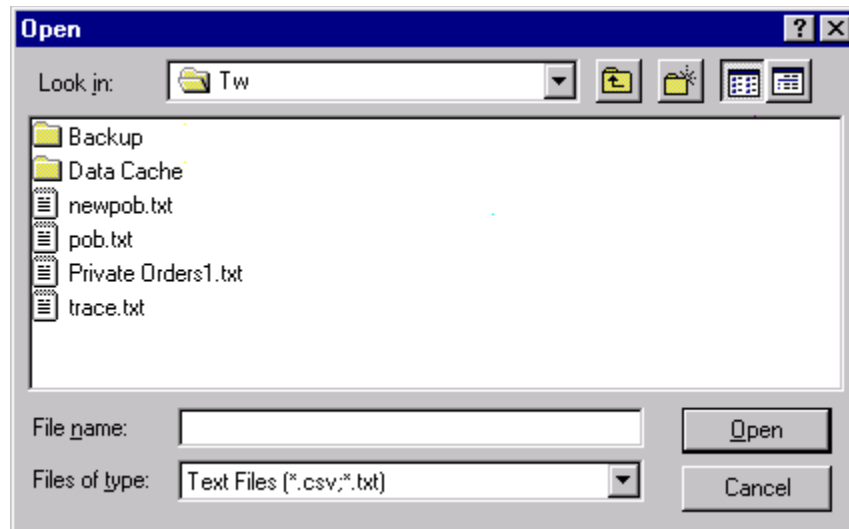 Open
Look in: Tw
Backup
Data Cache
newpob.txt
pob.txt
Private Orders1.txt
trace.txt
File name: Open
Files of type: Text Files (*.csv;*.txt) Cancel